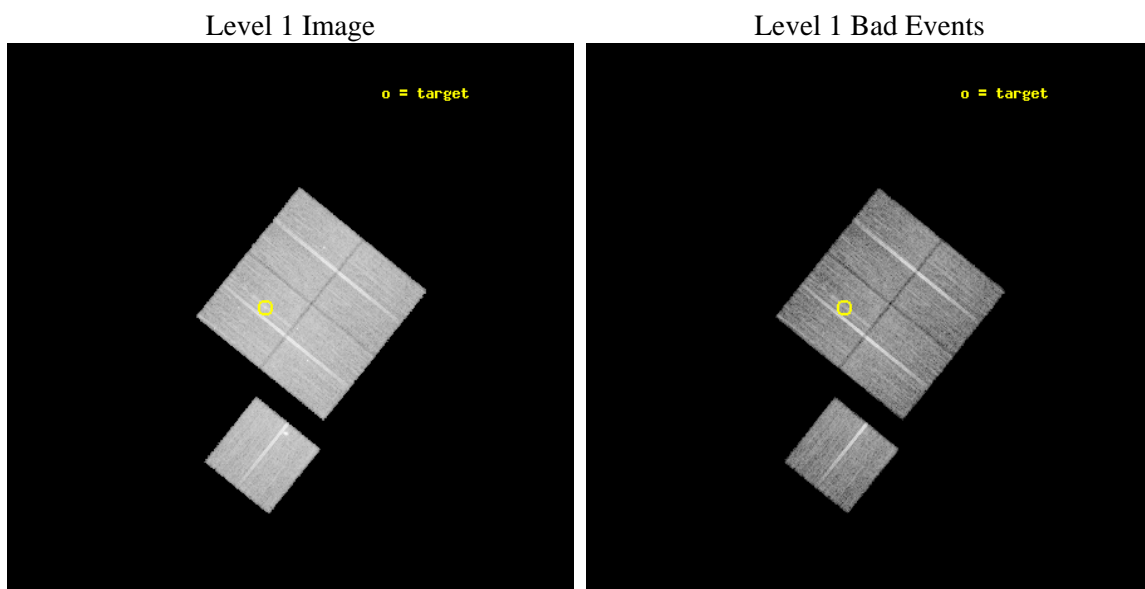 Level 1 Image
Level 1 Bad Events
o = target
o = target